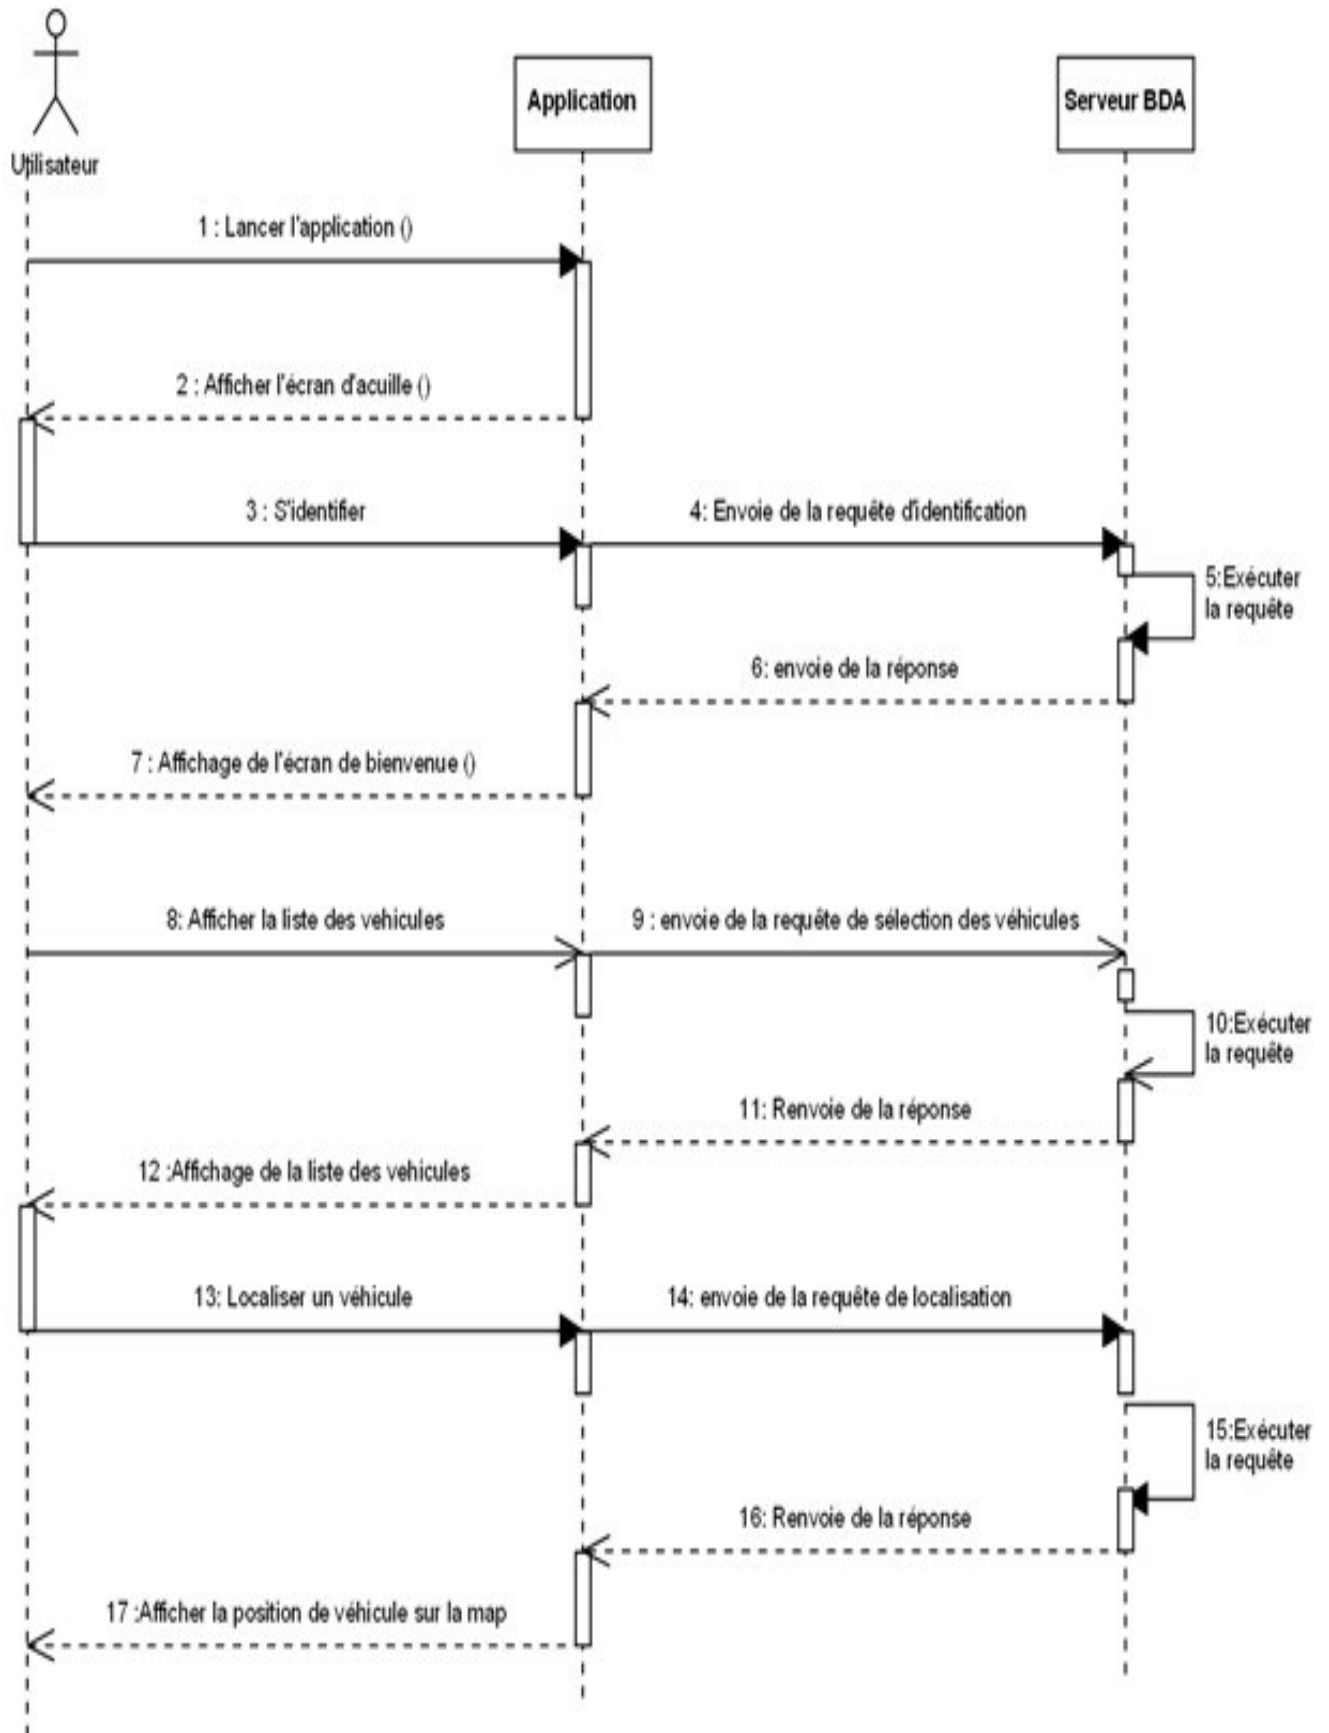 Application
Serveur BDA
Utilisateur
1 : Lancer l'application ()
2 : Afficher l'écran d'acuille ()
3 : S'identifier
4: Envoie de la requête d'identification
5:Exécuter
la requête
6: envoie de la réponse
7 : Affichage de l'écran de bienvenue ()
8: Afficher la liste des vehicules
9 : envoie de la requête de sélection des véhicules
10:Exécuter
la requête
11: Renvoie de la réponse
12 :Affichage de la liste des vehicules
13: Localiser un véhicule
14: envoie de la requête de localisation
15:Exécuter
la requête
16: Renvoie de la réponse
17 :Afficher la position de véhicule sur la map